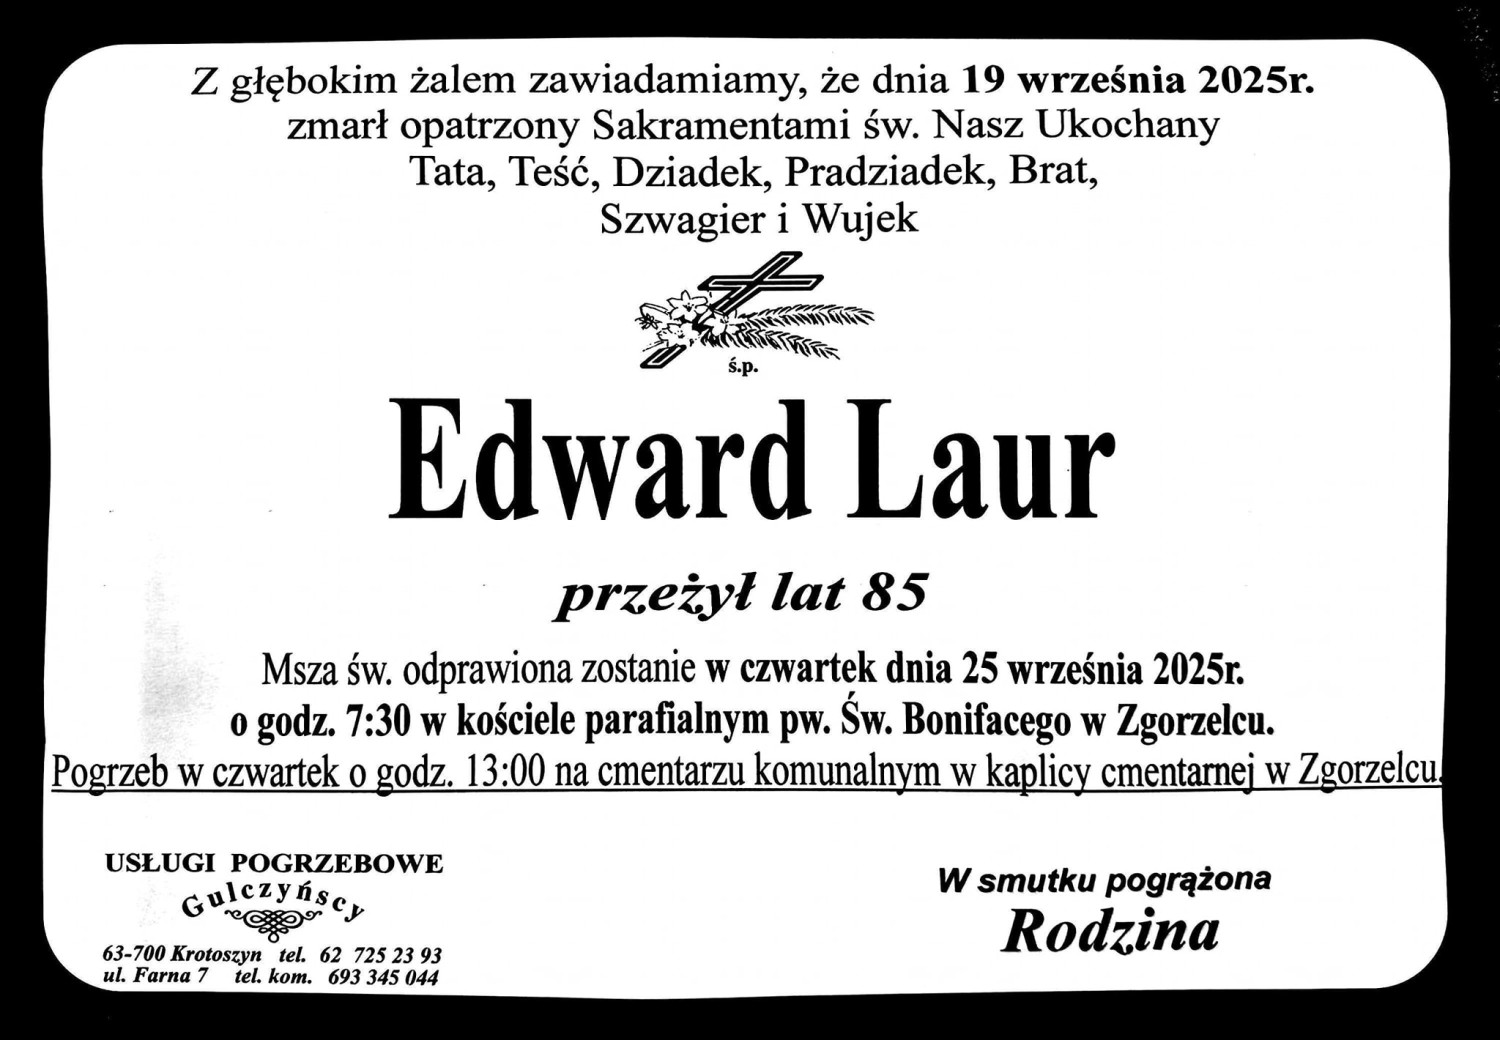 Z głębokim żalem zawiadamiamy, że dnia 19 września 2025r.
zmarł opatrzony Sakramentami św. Nasz Ukochany
Tata, Teść, Dziadek, Pradziadek, Brat,
Szwagier i Wujek
ś.p.
Edward Laur
przeżył lat 85
Msza św. odprawiona zostanie w czwartek dnia 25 września 2025r.
o godz. 7:30 w kościele parafialnym pw. Św. Bonifacego w Zgorzelcu.
Pogrzeb w czwartek o godz. 13:00 na cmentarzu komunalnym w kaplicy cmentarnej w Zgorzelcu.
USŁUGI POGRZEBOWE
Gulczyńscy
63-700 Krotoszyn tel. 62 725 23 93
ul. Farna 7 tel. kom. 693 345 044
W smutku pogrążona
Rodzina